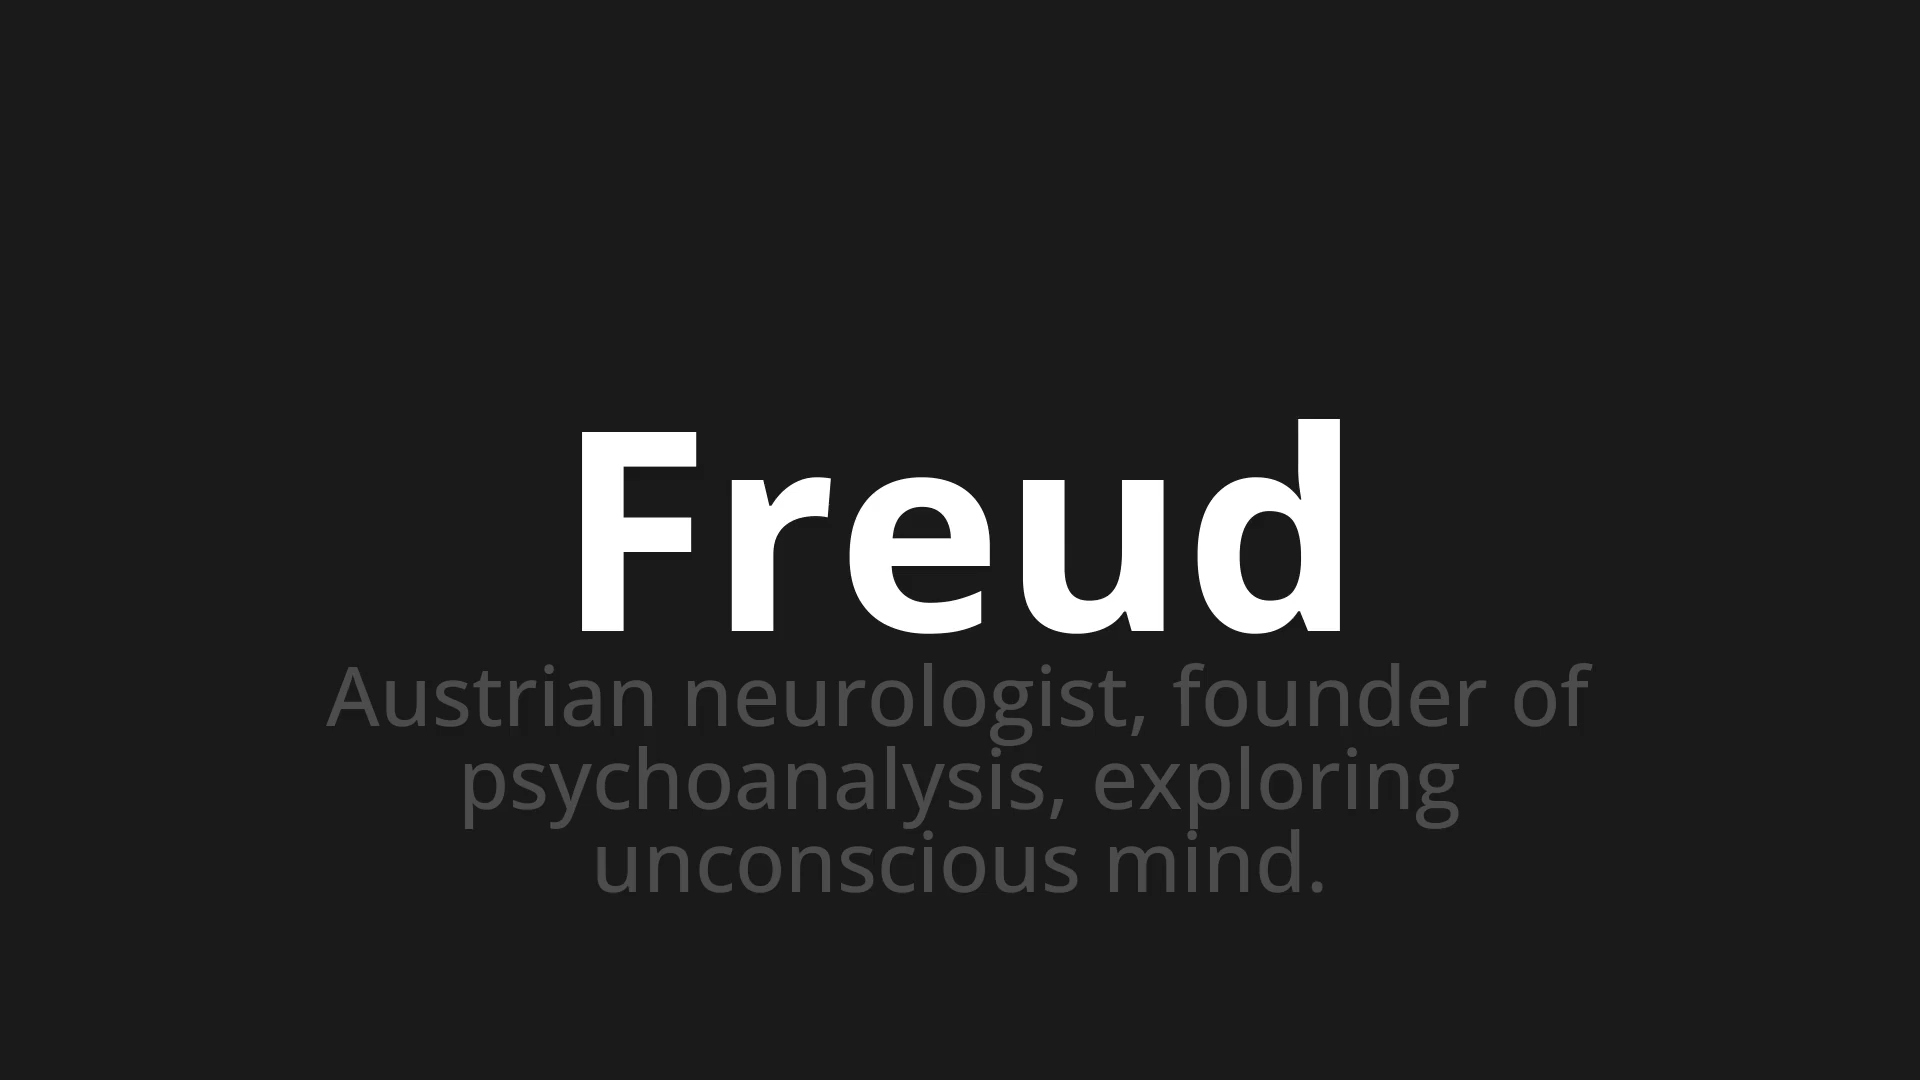 Freud
Austrian neurologist, founder of
psychoanalysis, exploring
unconscious mind.